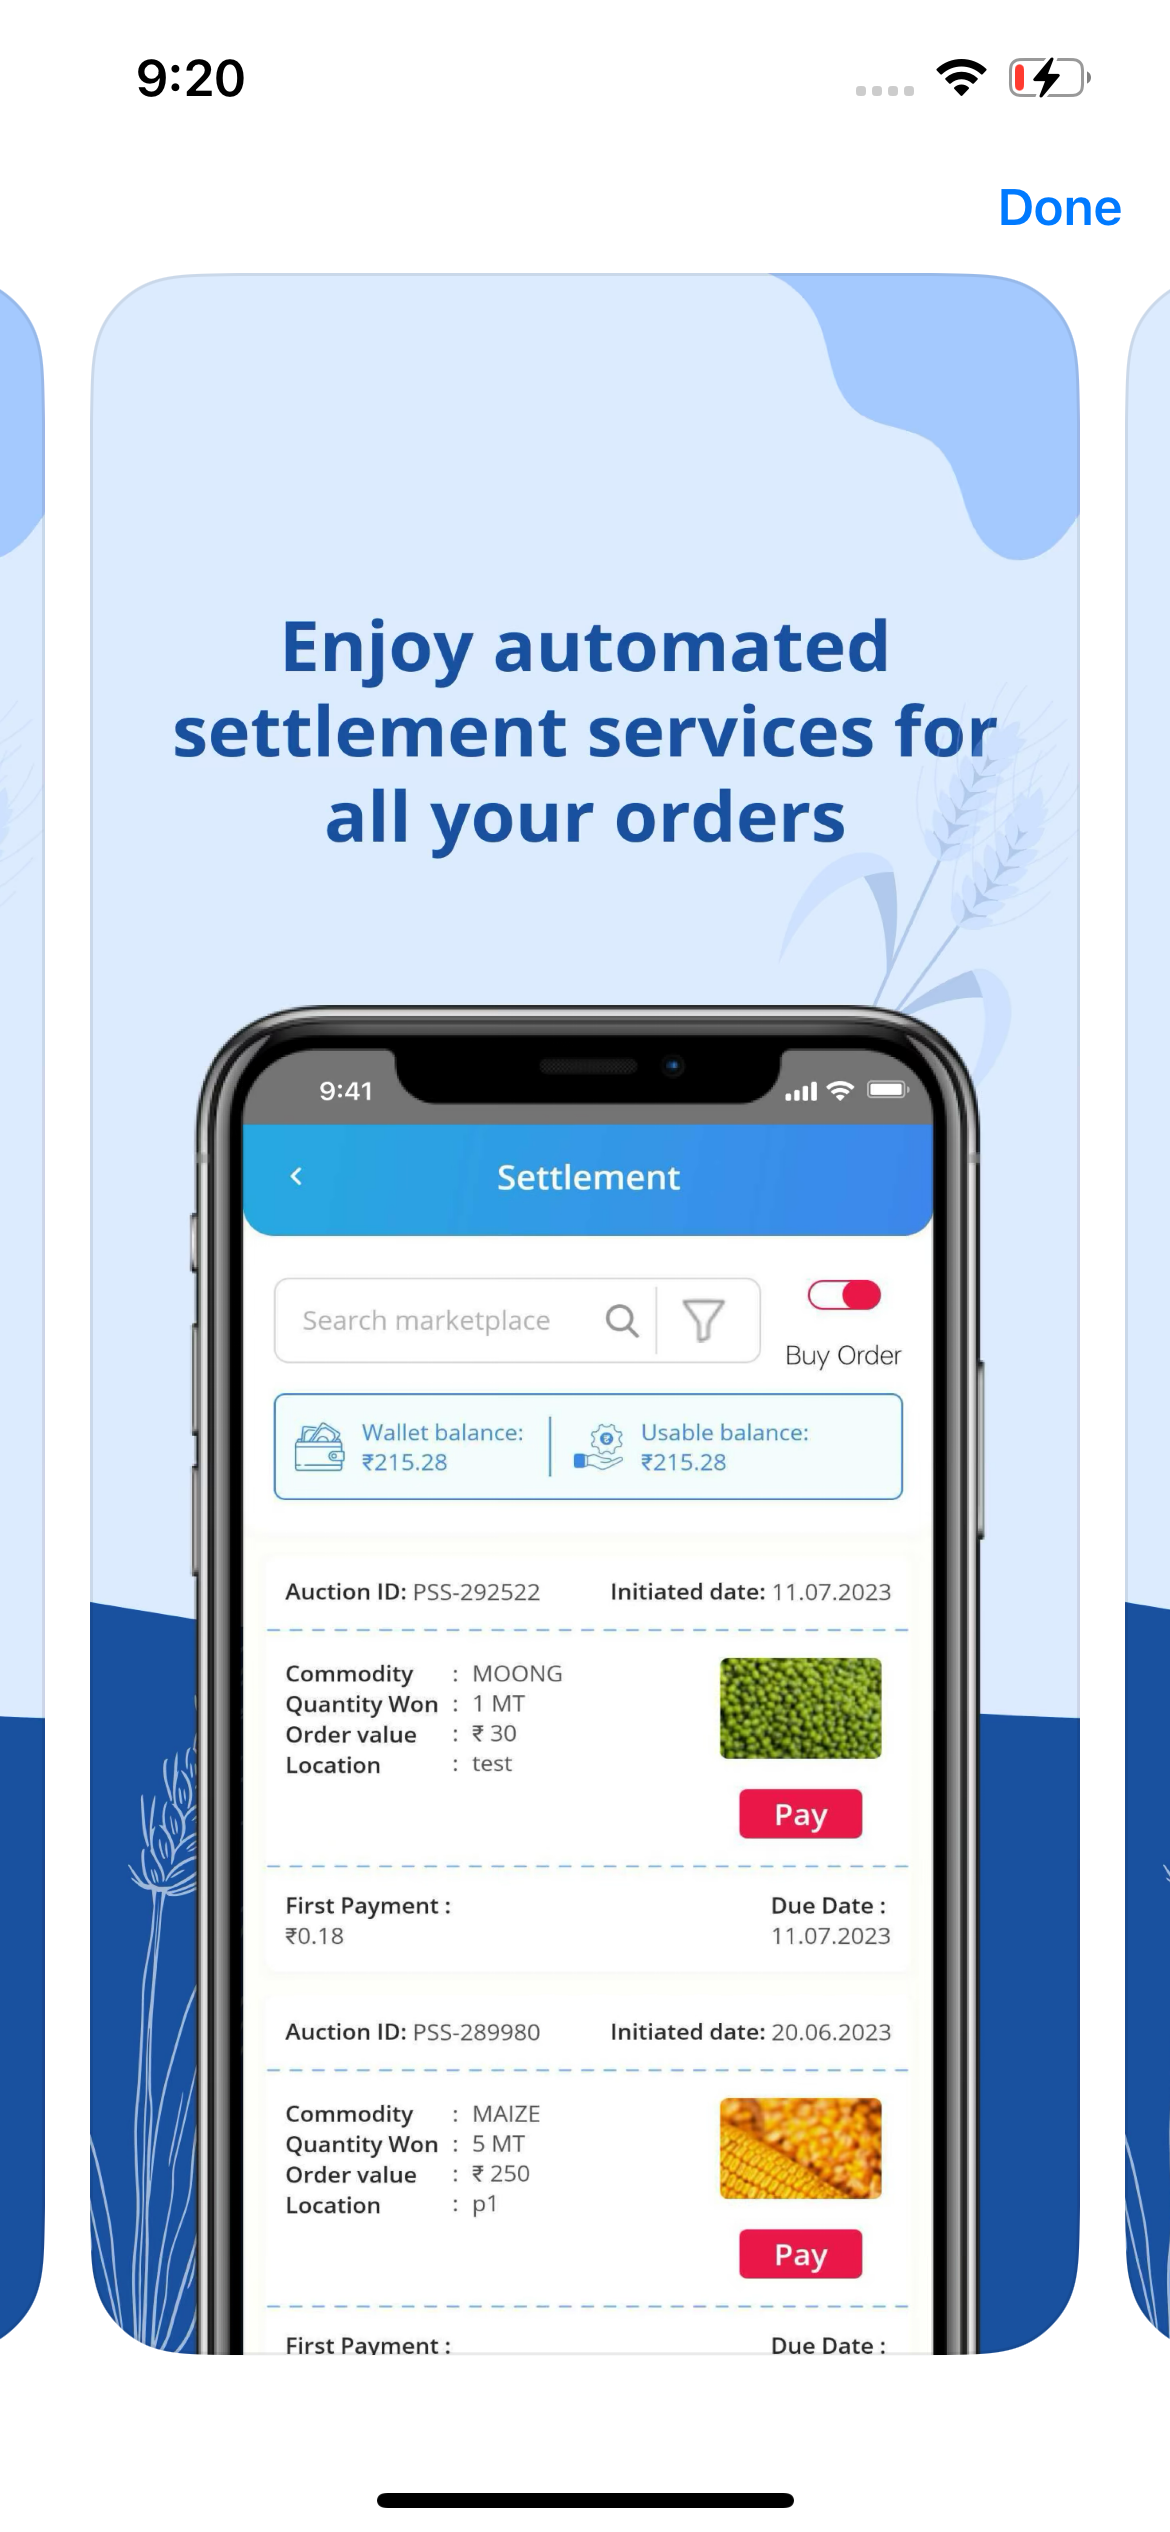 9:20
Done
Enjoy automated
settlement services for
all your orders
9:41
Settlement
Search marketplace
Buy Order
Wallet balance:
₹215.28
Usable balance:
₹215.28
Auction ID: PSS-292522 Initiated date: 11.07.2023
Commodity : MOONG
Quantity Won : 1 MT
Order value : ₹ 30
Location : test
Pay
First Payment :
₹0.18
Due Date :
11.07.2023
Auction ID: PSS-289980 Initiated date: 20.06.2023
Commodity : MAIZE
Quantity Won : 5 MT
Order value : ₹ 250
Location : p1
Pay
First Payment : Due Date :